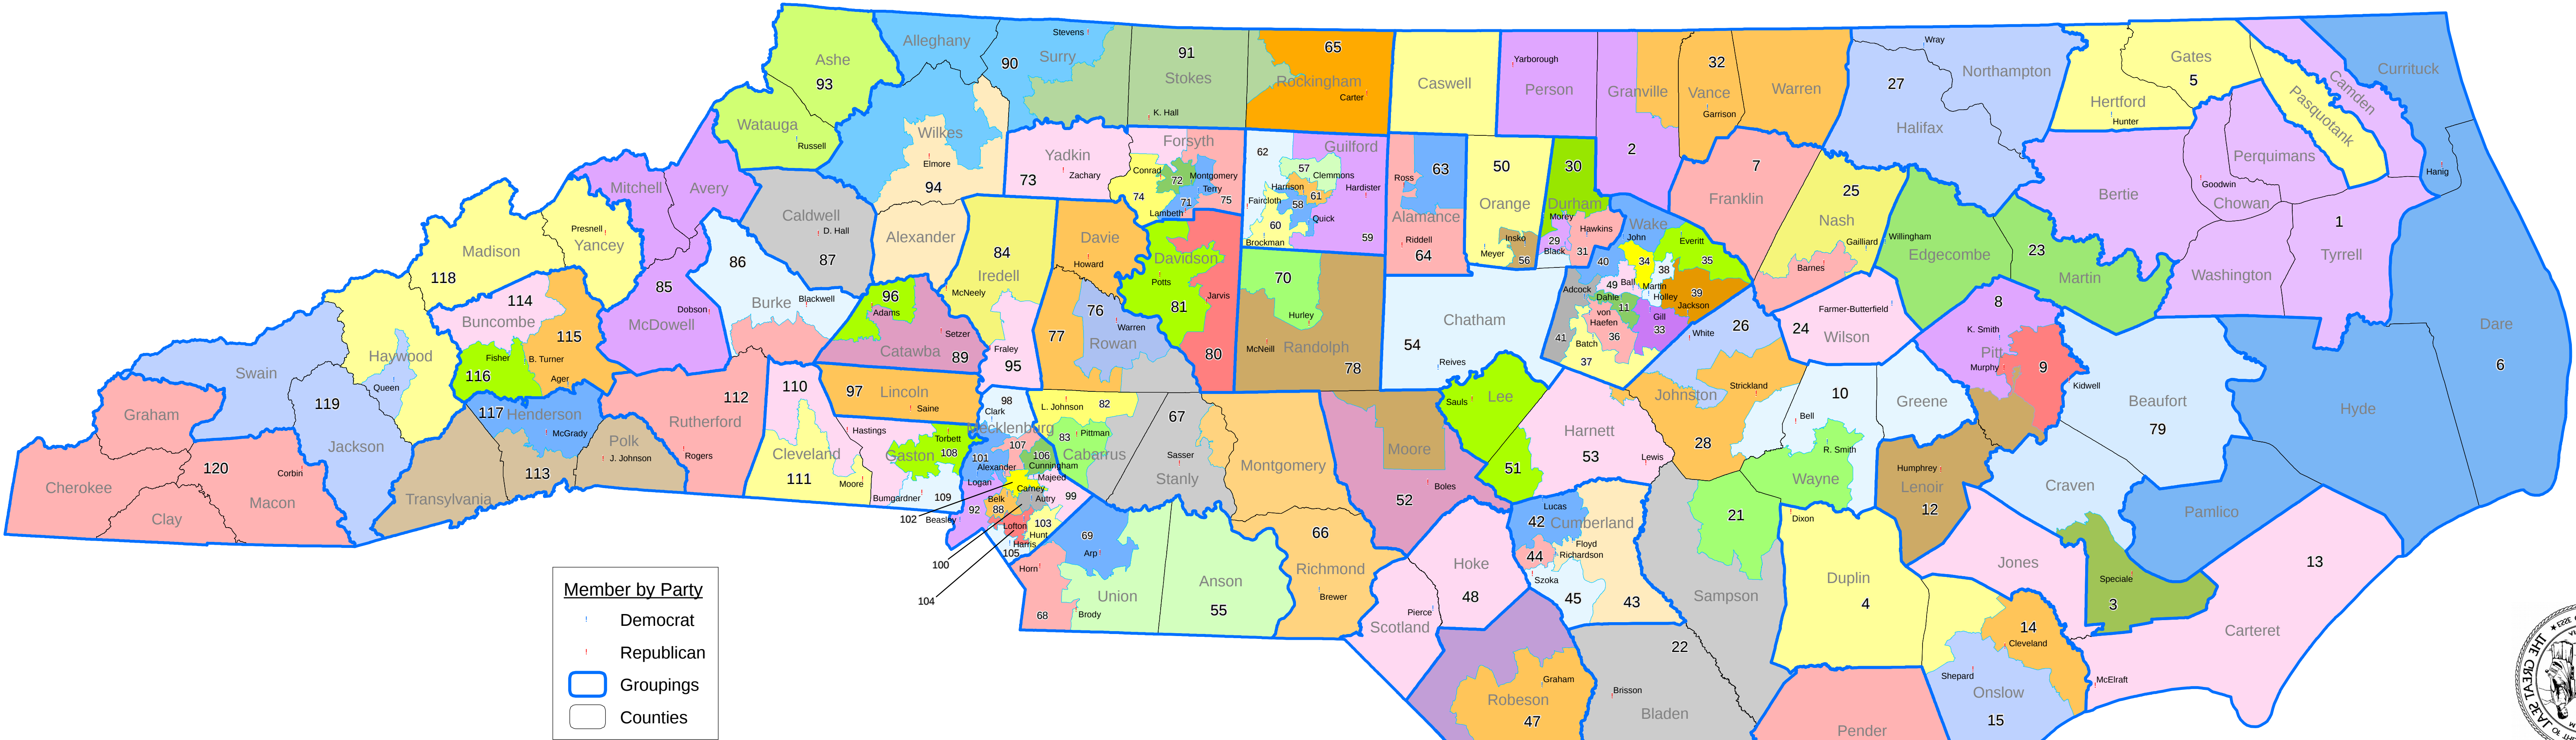 Ashe
93
Watauga
Russell
Alleghany
90
Surry
Stevens
91
Stokes
K. Hall
65
Rockingham
Carter
Caswell
Yarborough
Person
Granville
2
32
Vance
Garrison
Warren
Wray
27
Northampton
Halifax
Gates
5
Hertford
Hunter
Pasquotank
Camden
Currituck
Mitchell
Avery
Wilkes
Elmore
94
Yadkin
73
Zachary
Forsyth
Conrad
72
Montgomery
Terry
74
71
75
Lambeth
62
Guilford
57
Clemmons
Harrison
Hardister
61
Faircloth
58
Quick
60
Brockman
59
Ross
63
Alamance
Riddell
64
50
Orange
Insko
Meyer
56
30
Durham
Morey
Hawkins
29
Black
31
7
Franklin
25
Nash
Gailliard
Barnes
Willingham
Edgecombe
23
Martin
Bertie
Perquimans
Goodwin
Chowan
1
Tyrrell
Washington
Hanig
Dare
6
Hyde
Presnell
Yancey
Madison
118
Caldwell
D. Hall
87
86
Burke
Blackwell
85
Dobson
McDowell
Alexander
84
Iredell
McNeely
Fraley
95
Davie
Howard
76
Warren
77
Rowan
Davidson
Potts
81
Jarvis
80
70
Hurley
McNeill
Randolph
78
Chatham
54
Reives
Wake
John
Everitt
40
34
35
38
Adcock
49
Ball
Martin
39
Dahle
Holley
11
Jackson
von
Haefen
Gill
33
36
41
Batch
37
White
26
24
Farmer-Butterfield
Wilson
8
K. Smith
Pitt
Murphy
9
Kidwell
Beaufort
79
114
Buncombe
115
Fisher
B. Turner
116
Ager
Haywood
Queen
Swain
119
Jackson
Graham
Cherokee
120
Corbin
Macon
Clay
117
Henderson
McGrady
Transylvania
113
Polk
J. Johnson
112
Rutherford
Rogers
96
Adams
Setzer
Catawba
89
110
97
Lincoln
Saine
Cleveland
111
Hastings
Moore
Torbett
Gaston
108
Bumgardner
109
98
Clark
Mecklenburg
107
101
106
Alexander
Cunningham
Majeed
Logan
Carney
Belk
Autry
99
92
88
Beasley
102
Lofton
103
Hunt
Harris
105
100
104
L. Johnson
82
83
Pittman
Cabarrus
67
Sasser
Stanly
Montgomery
Moore
52
Boles
Sauls
Lee
51
Harnett
53
Lewis
Johnston
Strickland
28
10
Bell
R. Smith
Wayne
Greene
Humphrey
Lenoir
12
Craven
Pamlico
69
Arp
Horn
68
Union
Brody
Anson
55
66
Richmond
Brewer
Hoke
48
Pierce
Scotland
Lucas
42
Cumberland
Floyd
44
Richardson
Szoka
45
43
21
Sampson
Dixon
Duplin
4
Jones
Speciale
3
13
Carteret
14
Cleveland
Shepard
Onslow
15
McElraft
Graham
Robeson
47
Brisson
22
Bladen
Pender
Member by Party
Democrat
Republican
Groupings
Counties